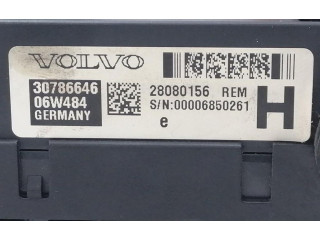 VOLVO
30786646
06W484
GERMANY
28080156 REM
S/N:00006850261
e
H